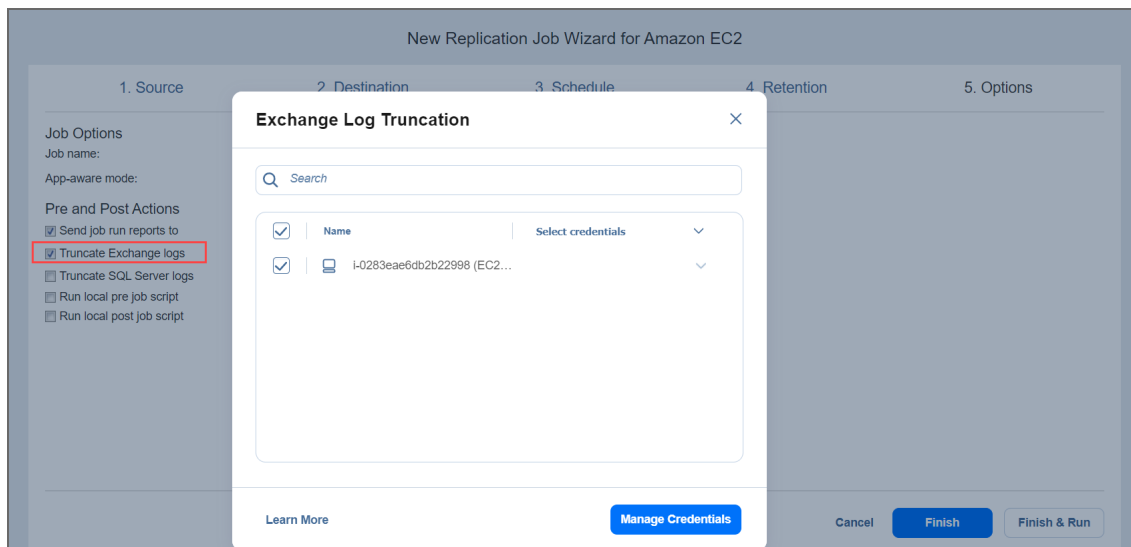 New Replication Job Wizard for Amazon EC2
1. Source
2. Destination
3. Schedule
4. Retention
5. Options
Job Options
Job name:
App-aware mode:
Pre and Post Actions
Send job run reports to
Truncate Exchange logs
Truncate SQL Server logs
Run local pre job script
Run local post job script
Exchange Log Truncation
Search
Name
Select credentials
i-0283eae6db2b22998 (EC2...
Learn More
Manage Credentials
Cancel
Finish
Finish & Run